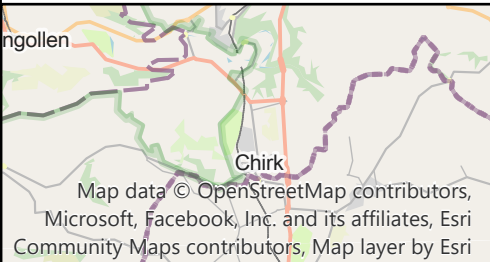 ngollen
Chirk
Map data © OpenStreetMap contributors,
Microsoft, Facebook, Inc. and its affiliates, Esri
Community Maps contributors, Map layer by Esri